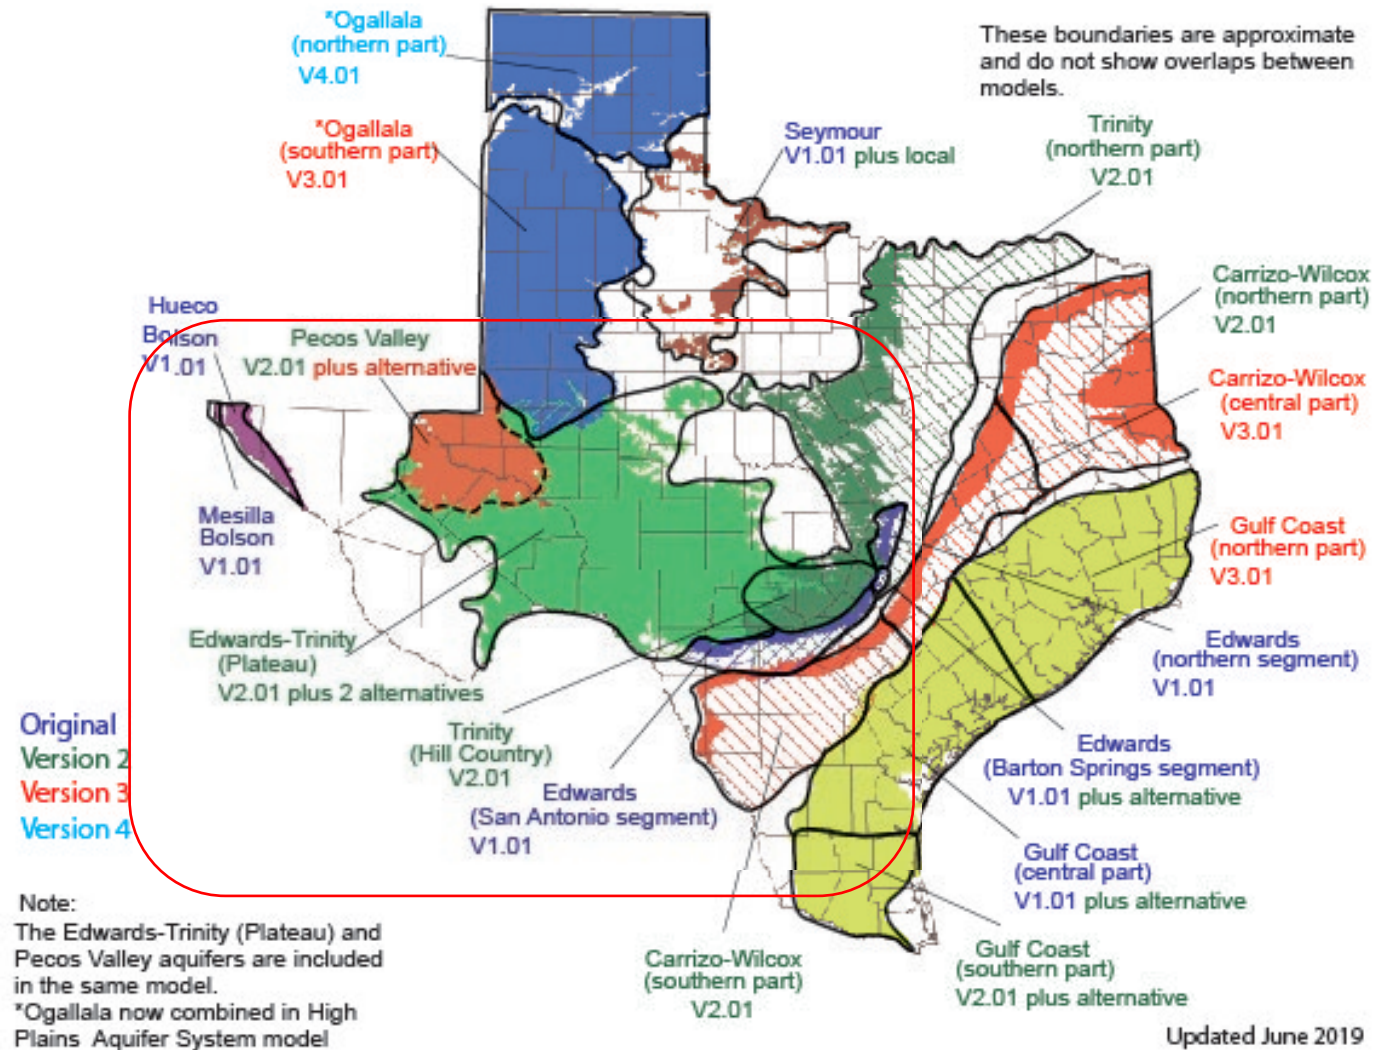 *Ogallala
(northern part)
V4.01
These boundaries are approximate
and do not show overlaps between
models.
*Ogallala
(southern part)
V3.01
Seymour
V1.01 plus local
Trinity
(northern part)
V2.01
Carrizo-Wilcox
(northern part)
V2.01
Hueco
Bolson
V1.01
Pecos Valley
V2.01 plus alternative
Carrizo-Wilcox
(central part)
V3.01
Mesilla
Bolson
V1.01
Gulf Coast
(northern part)
V3.01
Edwards-Trinity
(Plateau)
V2.01 plus 2 alternatives
Edwards
(northern segment)
V1.01
Original
Version 2
Version 3
Version 4
Trinity
(Hill Country)
V2.01
Edwards
(San Antonio segment)
V1.01
Edwards
(Barton Springs segment)
V1.01 plus alternative
Gulf Coast
(central part)
V1.01 plus alternative
Carrizo-Wilcox
(southern part)
V2.01
Gulf Coast
(southern part)
V2.01 plus alternative
Note:
The Edwards-Trinity (Plateau) and
Pecos Valley aquifers are included
in the same model.
*Ogallala now combined in High
Plains Aquifer System model
Updated June 2019